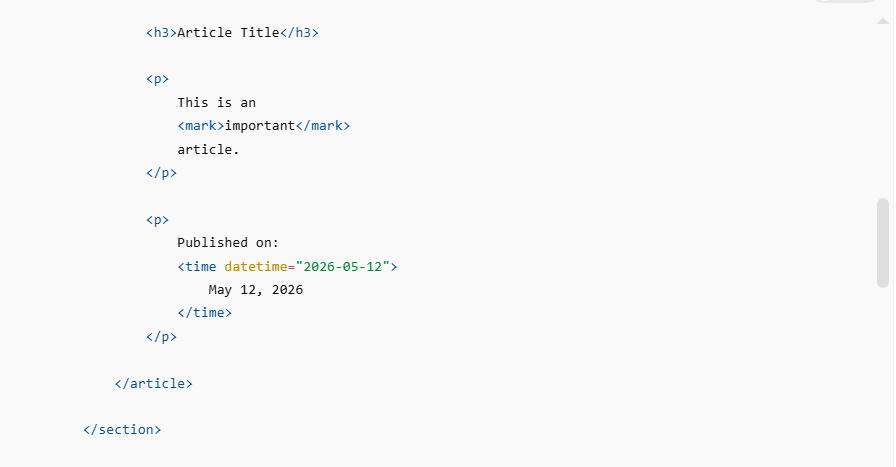 <h3>Article Title</h3>
<p>
This is an
<mark>important</mark>
article.
</p>
<p>
Published on:
<time datetime="2026-05-12">
May 12, 2026
</time>
</p>
</article>
</section>